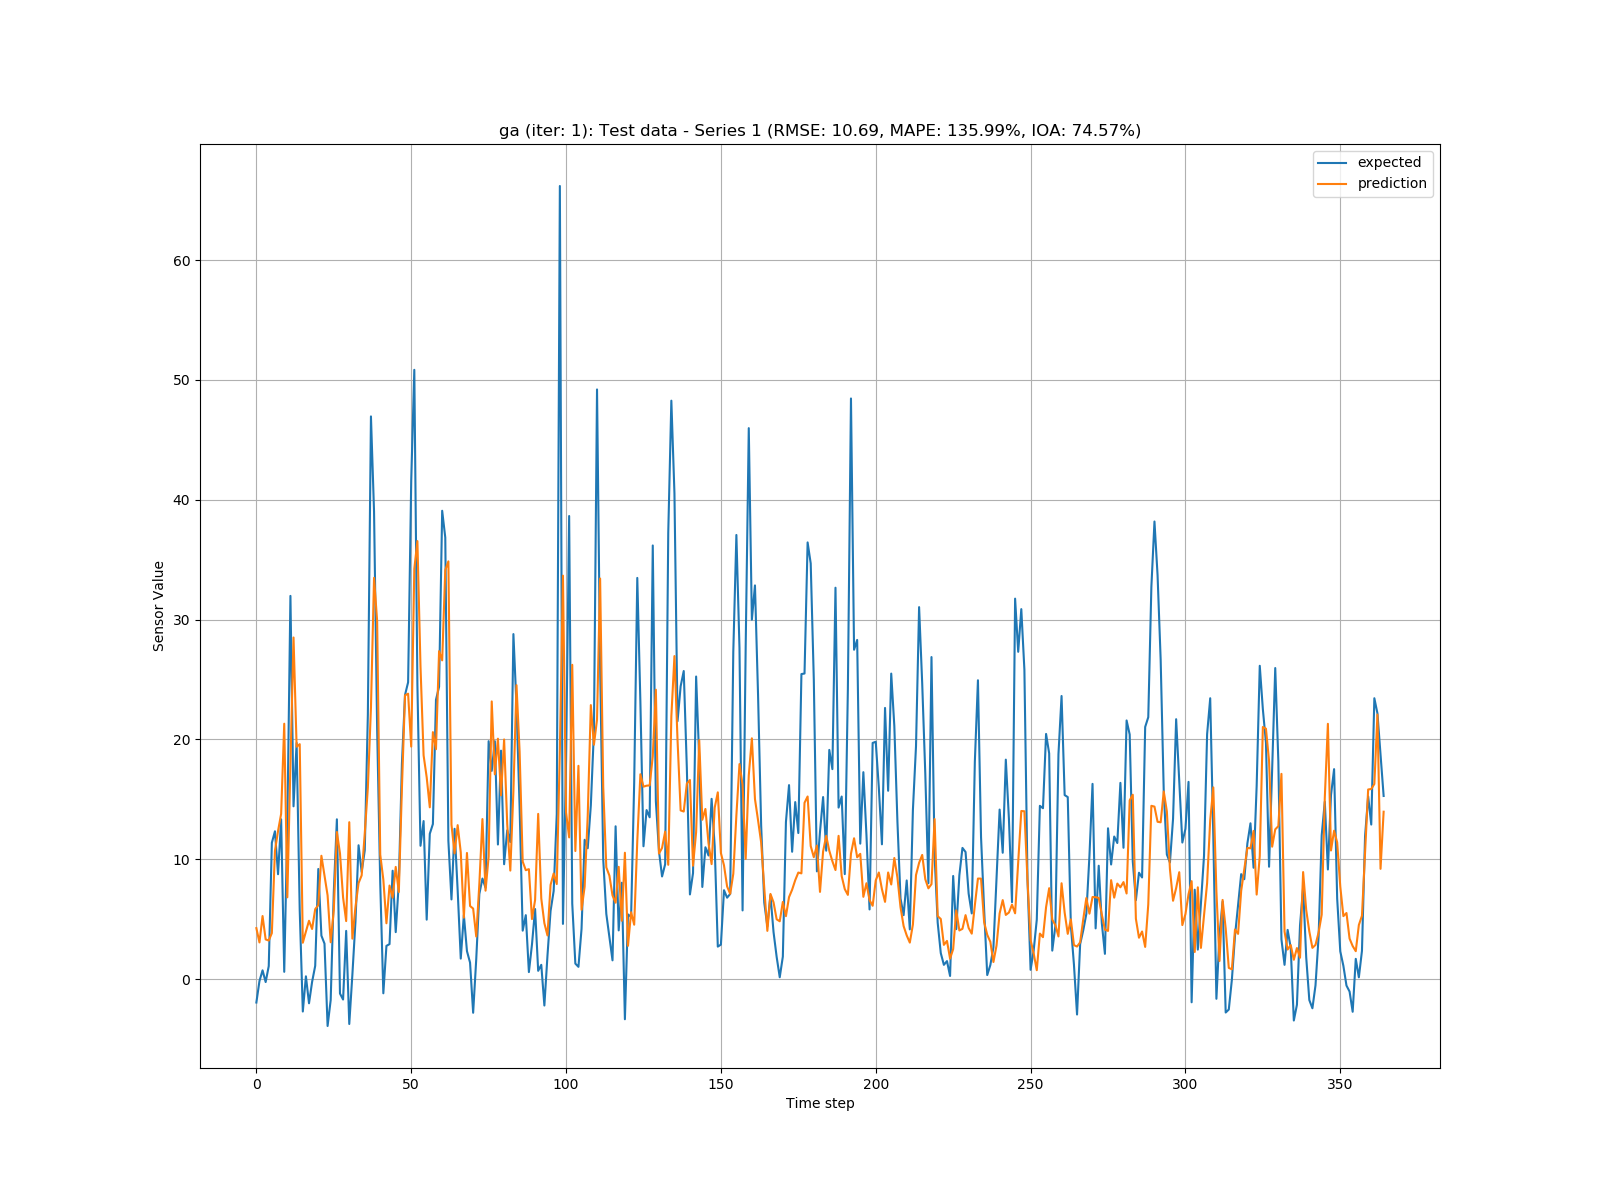 ga (iter: 1): Test data - Series 1 (RMSE: 10.69, MAPE: 135.99%, IOA: 74.57%)
expected
prediction
60
50
40
30
20
10
0
Sensor Value
0 50 100 150 200 250 300 350
Time step